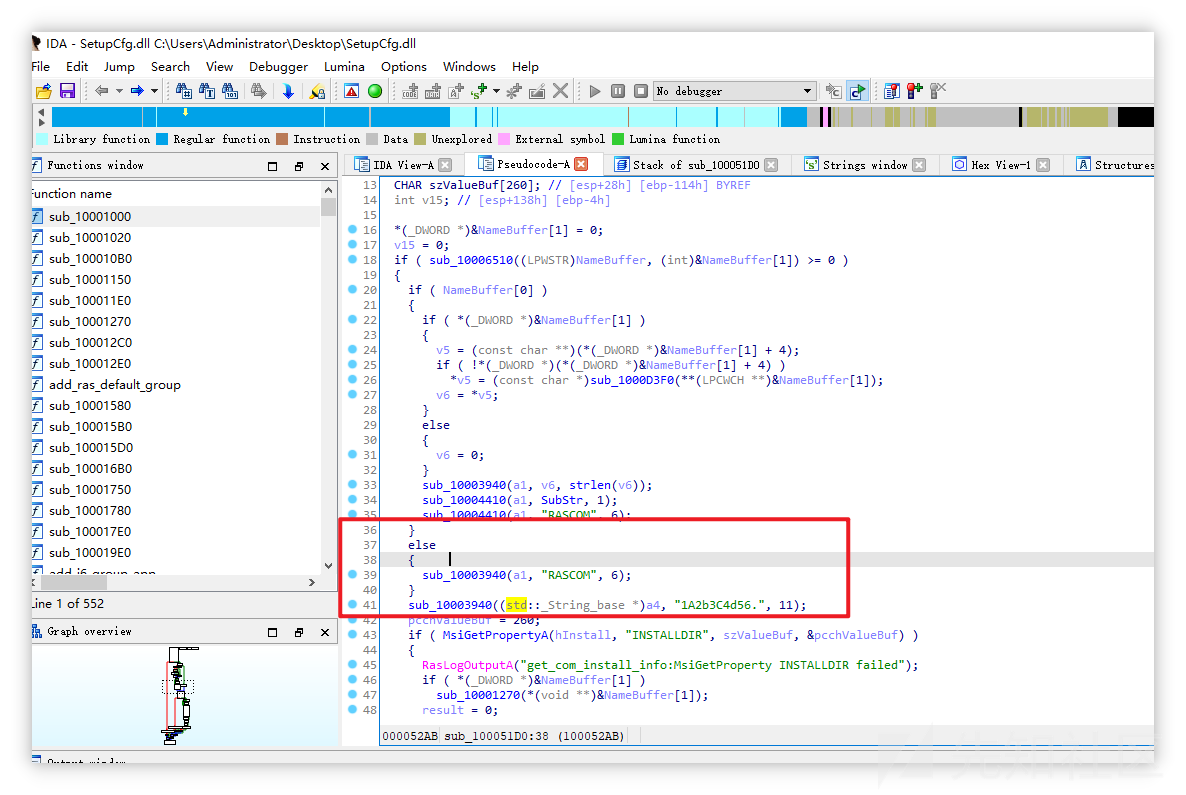 IDA - SetupCfg.dll C:\Users\Administrator\Desktop\SetupCfg.dll
File Edit Jump Search View Debugger Lumina Options Windows Help
No debugger
Library function Regular function Instruction Data Unexplored External symbol Lumina function
Functions window
Function name
sub_10001000
sub_10001020
sub_100010B0
sub_10001150
sub_100011E0
sub_10001270
sub_100012C0
sub_100012E0
add_ras_default_group
sub_10001580
sub_100015B0
sub_100015D0
sub_100016B0
sub_10001750
sub_10001780
sub_100017E0
sub_100019E0
Line 1 of 552
Graph overview
IDA View-A Pseudocode-A Stack of sub_100051D0 Strings window Hex View-1 Structures
13 CHAR szValueBuf[260]; // [esp+28h] [ebp-114h] BYREF
14 int v15; // [esp+138h] [ebp-4h]
15
16 *(_DWORD *)&NameBuffer[1] = 0;
17 v15 = 0;
18 if ( sub_10006510((LPWSTR)NameBuffer, (int)&NameBuffer[1]) >= 0 )
19 {
20 if ( NameBuffer[0] )
21 {
22 if ( *(_DWORD *)&NameBuffer[1] )
23 {
24 v5 = (const char **)(*(_DWORD *)&NameBuffer[1] + 4);
25 if ( !*(_DWORD *)(*(_DWORD *)&NameBuffer[1] + 4) )
26 *v5 = (const char *)sub_1000D3F0(**(LPCWCH **)&NameBuffer[1]);
27 v6 = *v5;
28 }
29 else
30 {
31 v6 = 0;
32 }
33 sub_10003940(a1, v6, strlen(v6));
34 sub_10004410(a1, SubStr, 1);
35 sub_10004410(a1, "RASCOM", 6);
36 }
37 else
38 {
39 sub_10003940(a1, "RASCOM", 6);
40 }
41 sub_10003940((std::_String_base *)a4, "1A2b3C4d56.", 11);
42 pcchValueBuf = 260;
43 if ( MsiGetPropertyA(hInstall, "INSTALLDIR", szValueBuf, &pcchValueBuf) )
44 {
45 RasLogOutputA("get_com_install_info:MsiGetProperty INSTALLDIR failed");
46 if ( *(_DWORD *)&NameBuffer[1] )
47 sub_10001270(*(void **)&NameBuffer[1]);
48 result = 0;
000052AB sub_100051D0:38 (100052AB)